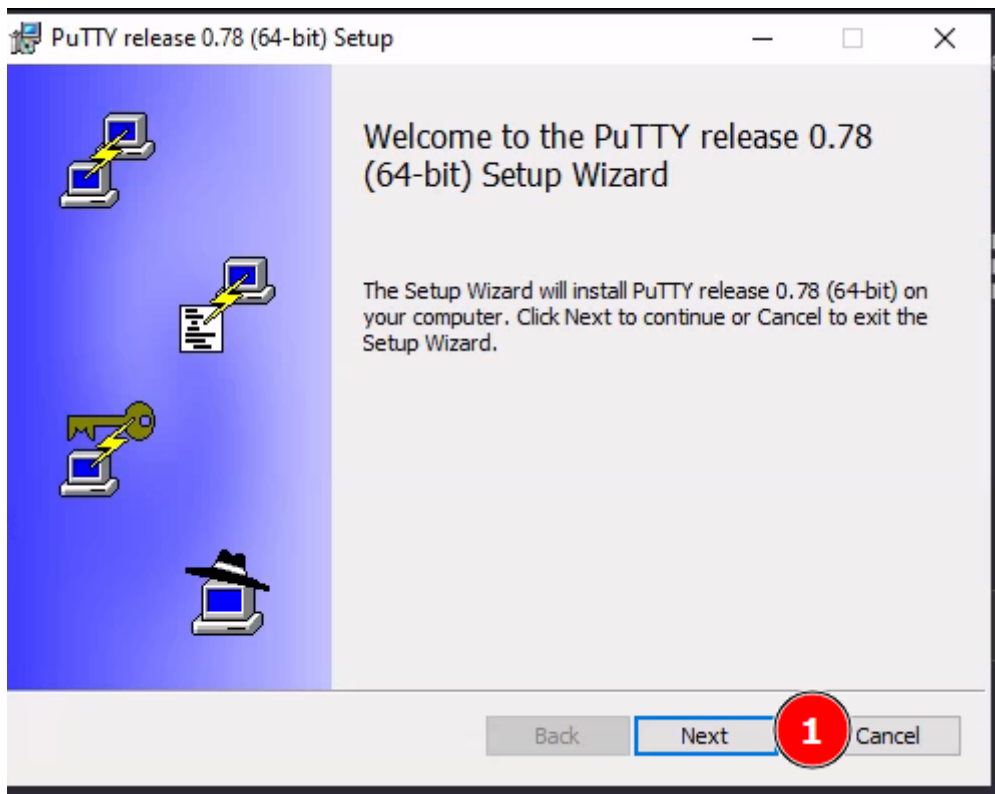 PuTTY release 0.78 (64-bit) Setup
Welcome to the PuTTY release 0.78
(64-bit) Setup Wizard
The Setup Wizard will install PuTTY release 0.78 (64-bit) on
your computer. Click Next to continue or Cancel to exit the
Setup Wizard.
Back Next 1 Cancel